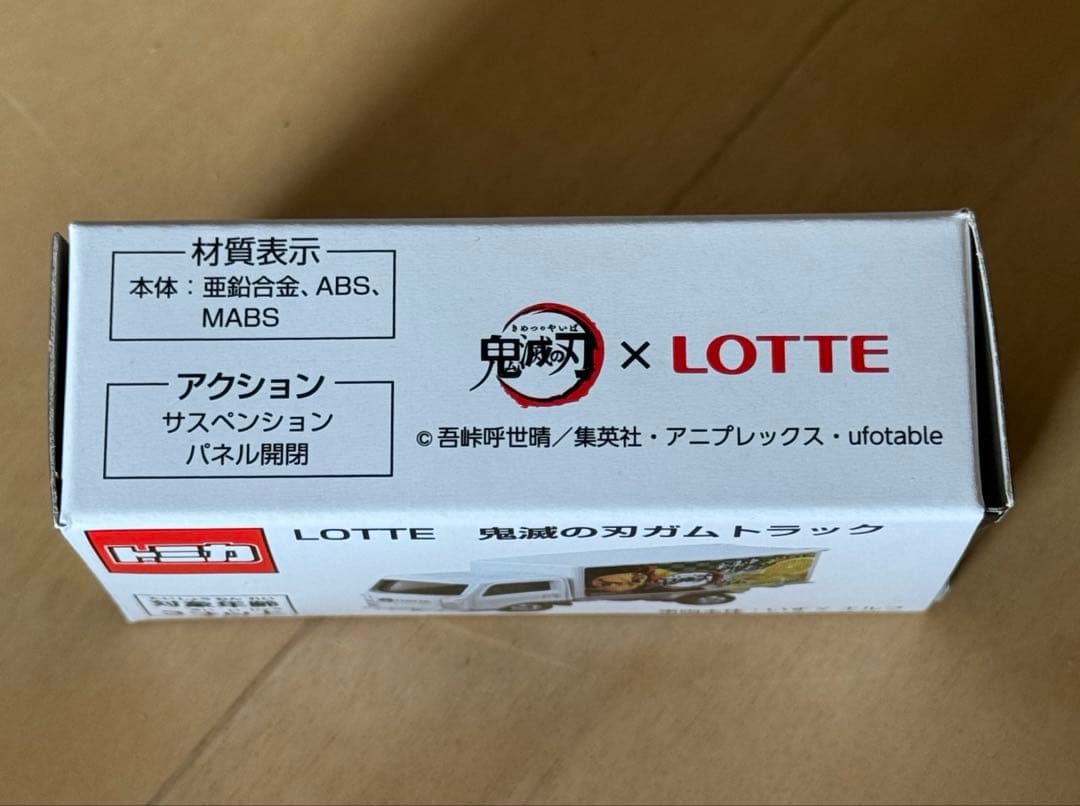 材質表示
本体：亜鉛合金、ABS、
MABS
アクション
サスペンション
パネル開閉
きめつのやいば
鬼滅の刃 × LOTTE
©吾峠呼世晴／集英社・アニプレックス・ufotable
トミカ
LOTTE 鬼滅の刃ガムトラック
対象年齢